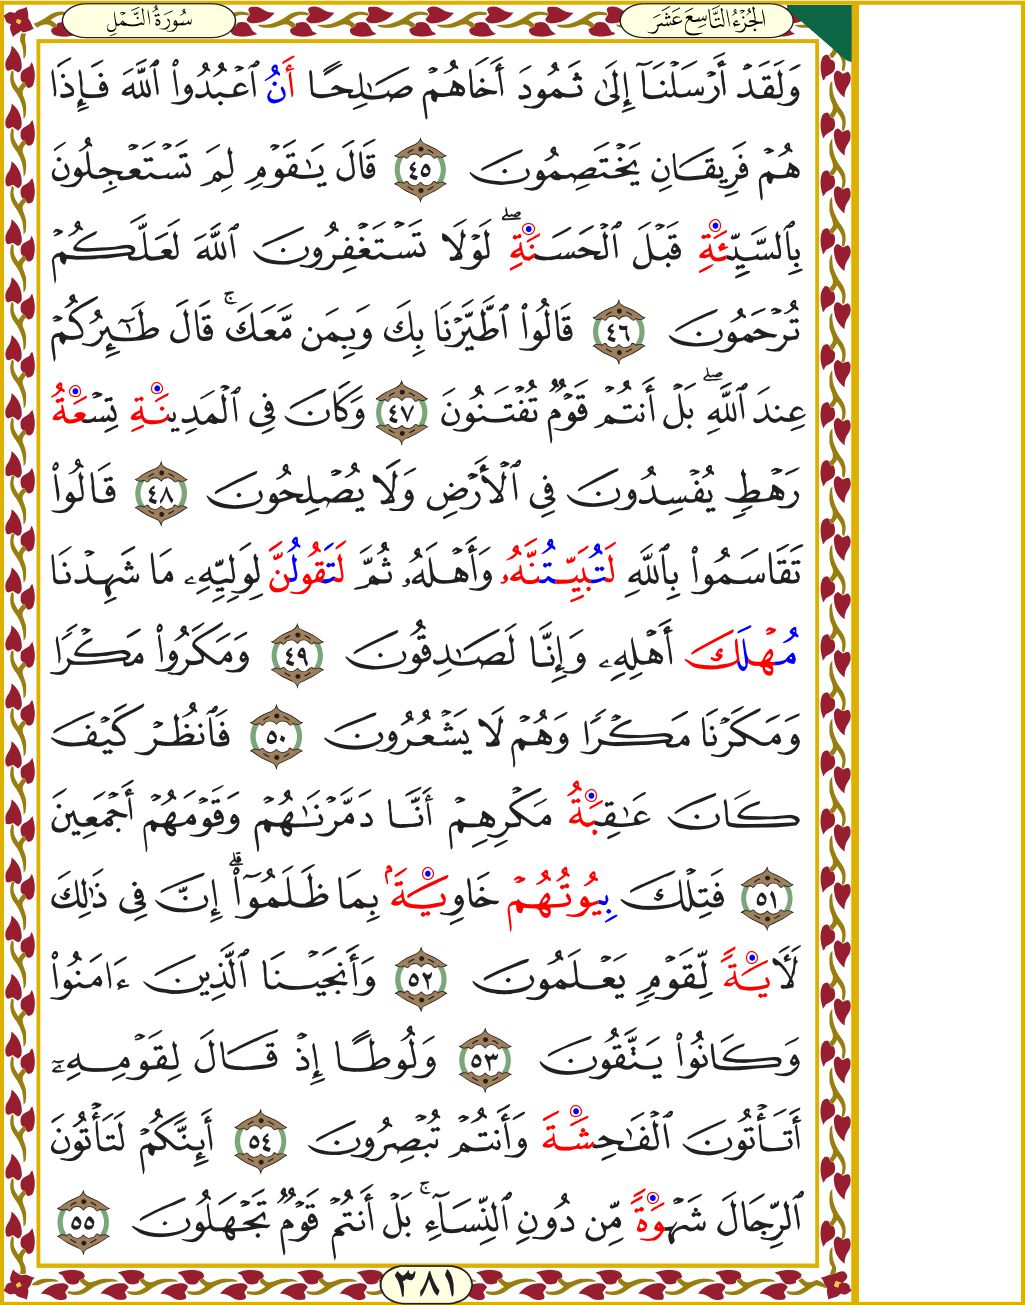 الجُزْءُ التَّاسِعَ عَشَرَ
سُورَةُ النَّمْلِ
وَلَقَدۡ أَرۡسَلۡنَآ إِلَىٰ ثَمُودَ أَخَاهُمۡ صَٰلِحًا أَنُ ٱعۡبُدُواْ ٱللَّهَ فَإِذَا
هُمۡ فَرِيقَانِ يَخۡتَصِمُونَ ٤٥ قَالَ يَٰقَوۡمِ لِمَ تَسۡتَعۡجِلُونَ
بِٱلسَّيِّئَةِ قَبۡلَ ٱلۡحَسَنَةِۖ لَوۡلَا تَسۡتَغۡفِرُونَ ٱللَّهَ لَعَلَّكُمۡ
تُرۡحَمُونَ ٤٦ قَالُواْ ٱطَّيَّرۡنَا بِكَ وَبِمَن مَّعَكَۚ قَالَ طَٰٓئِرُكُمۡ
عِندَ ٱللَّهِۖ بَلۡ أَنتُمۡ قَوۡمٞ تُفۡتَنُونَ ٤٧ وَكَانَ فِي ٱلۡمَدِينَةِ تِسۡعَةُ
رَهۡطٖ يُفۡسِدُونَ فِي ٱلۡأَرۡضِ وَلَا يُصۡلِحُونَ ٤٨ قَالُواْ
تَقَاسَمُواْ بِٱللَّهِ لَتُبَيِّتُنَّهُۥ وَأَهۡلَهُۥ ثُمَّ لَتَقُولُنَّ لِوَلِيِّهِۦ مَا شَهِدۡنَا
مُهۡلَكَ أَهۡلِهِۦ وَإِنَّا لَصَٰدِقُونَ ٤٩ وَمَكَرُواْ مَكۡرٗا
وَمَكَرۡنَا مَكۡرٗا وَهُمۡ لَا يَشۡعُرُونَ ٥٠ فَٱنظُرۡ كَيۡفَ
كَانَ عَٰقِبَةُ مَكۡرِهِمۡ أَنَّا دَمَّرۡنَٰهُمۡ وَقَوۡمَهُمۡ أَجۡمَعِينَ
٥١ فَتِلۡكَ بِيُوتُهُمۡ خَاوِيَةَۢ بِمَا ظَلَمُوٓاْۗ إِنَّ فِي ذَٰلِكَ
لَأٓيَةٗ لِّقَوۡمٖ يَعۡلَمُونَ ٥٢ وَأَنجَيۡنَا ٱلَّذِينَ ءَامَنُواْ
وَكَانُواْ يَتَّقُونَ ٥٣ وَلُوطًا إِذۡ قَالَ لِقَوۡمِهِۦٓ
أَتَأۡتُونَ ٱلۡفَٰحِشَةَ وَأَنتُمۡ تُبۡصِرُونَ ٥٤ أَئِنَّكُمۡ لَتَأۡتُونَ
ٱلرِّجَالَ شَهۡوَةٗ مِّن دُونِ ٱلنِّسَآءِۚ بَلۡ أَنتُمۡ قَوۡمٞ تَجۡهَلُونَ ٥٥
٣٨١